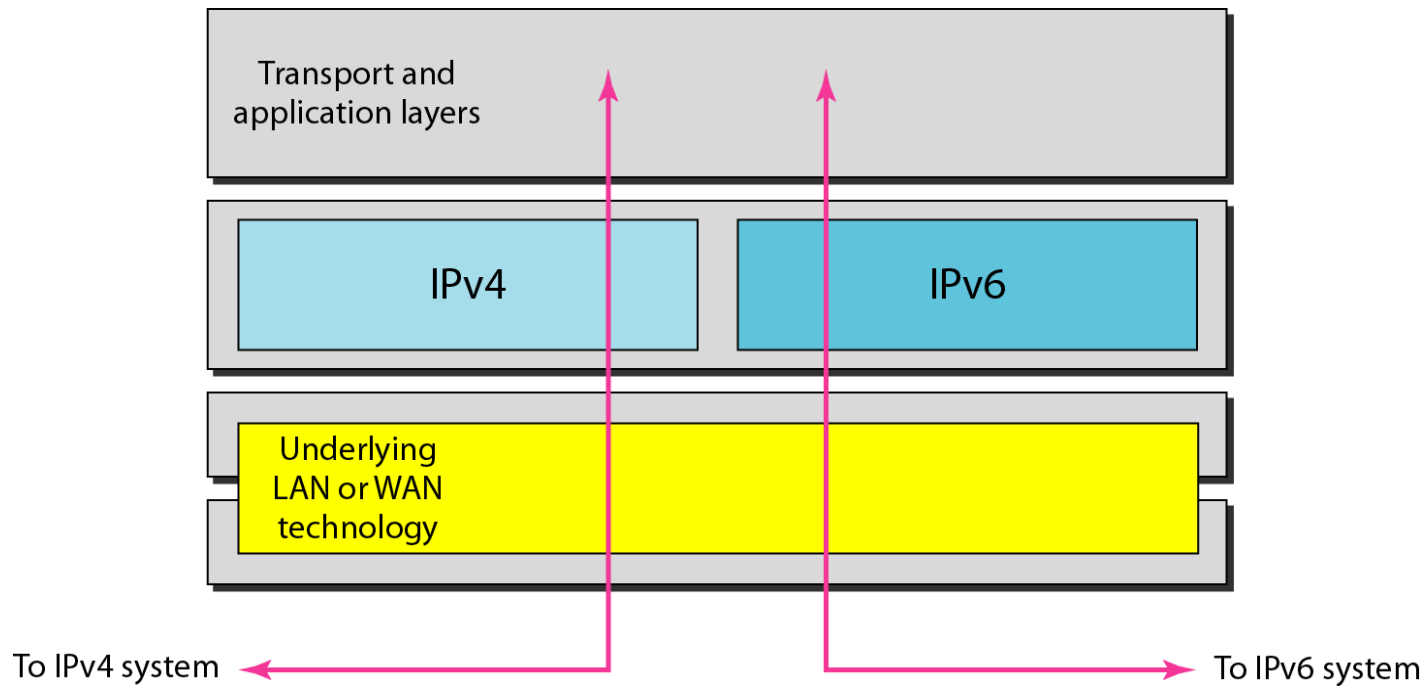 Transport and
application layers
IPv4
IPv6
Underlying
LAN or WAN
technology
To IPv4 system
To IPv6 system